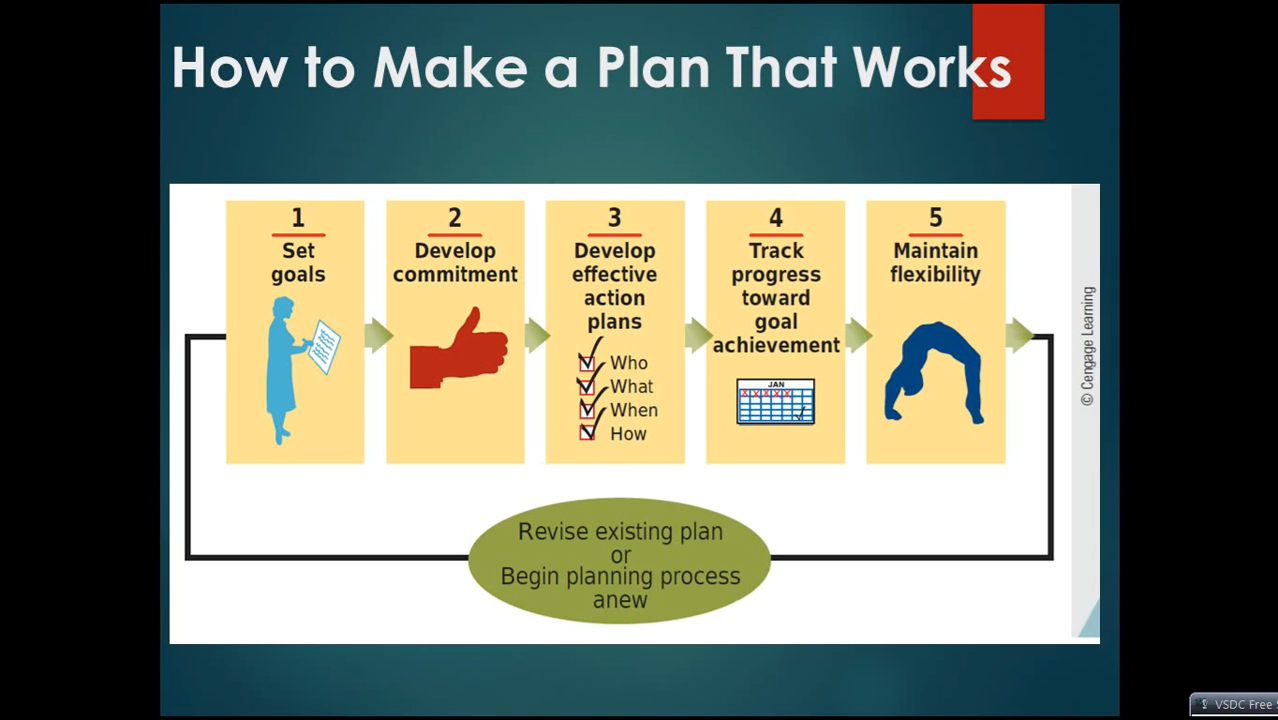 How to Make a Plan That Works
1
Set
goals
2
Develop
commitment
3
Develop
effective
action
plans
Who
What
When
How
4
Track
progress
toward
goal
achievement
JAN
5
Maintain
flexibility
© Cengage Learning
Revise existing plan
or
Begin planning process
anew
VSDC Free